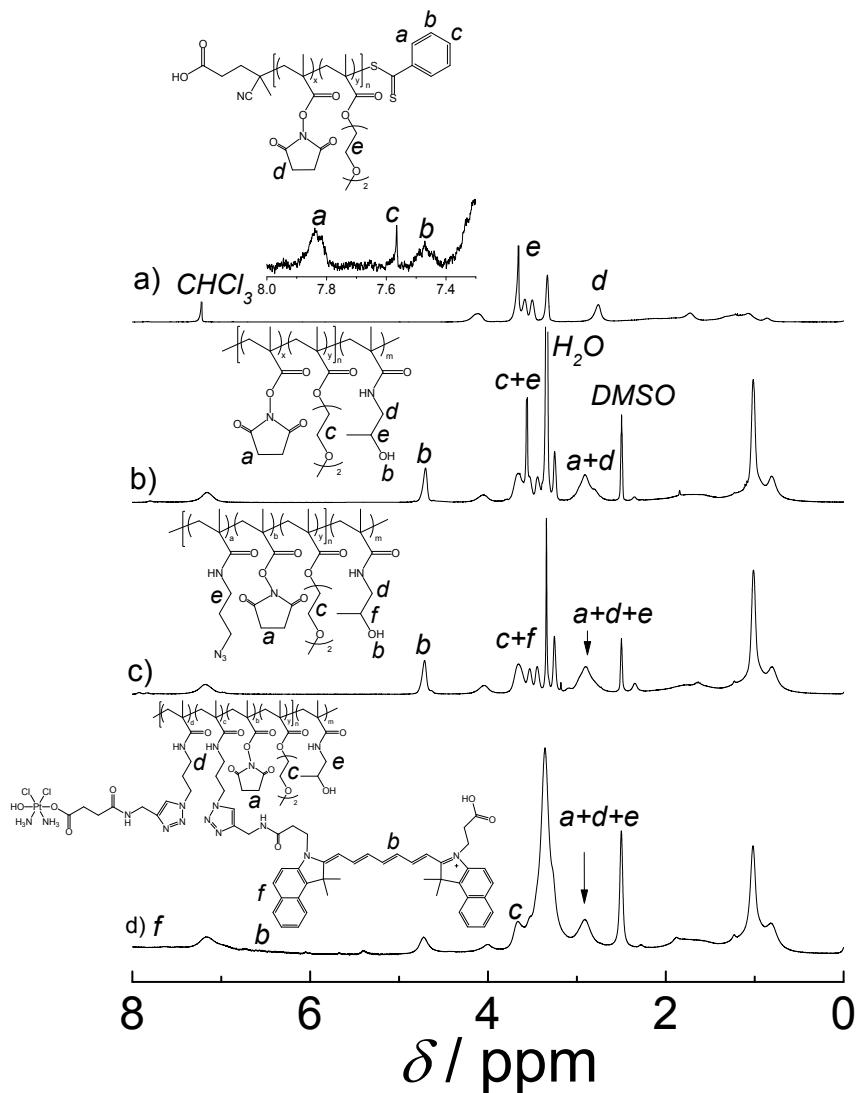 a b c
O
HO
NC
[ ( )x ( )y ]n
S
S
O O
O O
N
O O
d
e
O
2
a c b
8.0 7.8 7.6 7.4
a) CHCl3
e
d
[ ( )x ( )y ]n ( )m
O O O
O O HN
N
O O
a
c
O
2
d
e
OH
b
b)
b
c+e
H2O
a+d
DMSO
[ ( )a ( )b ( )y ]n ( )m
O O O O
HN O O HN
e
N3
N
O O
a
c
O
2
d
f
OH
b
c)
b
c+f
a+d+e
[ ( )d ( )c ( )b ( )y ]n ( )m
O O O O O
HN HN O O HN
d
N
O O
a
c
O
2
e
OH
Cl Cl
HO Pt O
H3N NH3
O
O
N
H
N N N
N N N
H
N
O
N
f
b
N
+
O
HO
a+d+e
c
d) f
b
8 6 4 2 0
δ / ppm